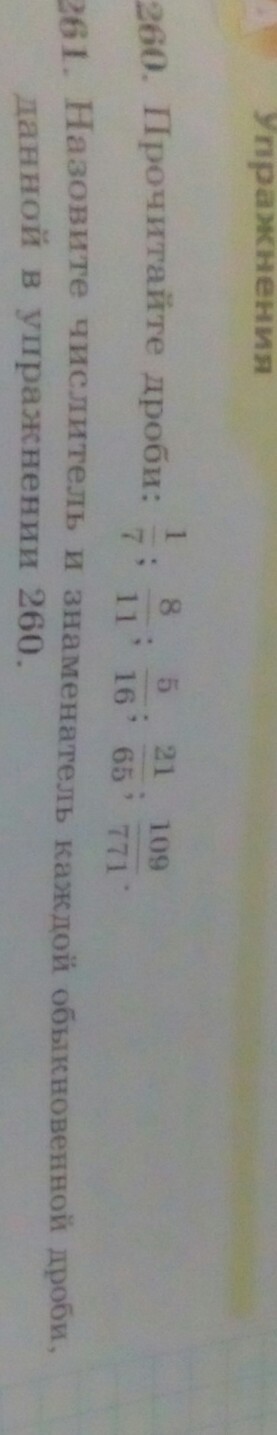 Упражнения
260. Прочитайте дроби: 1/7; 8/11; 5/16; 21/65; 109/771.
261. Назовите числитель и знаменатель каждой обыкновенной дроби,
данной в упражнении 260.